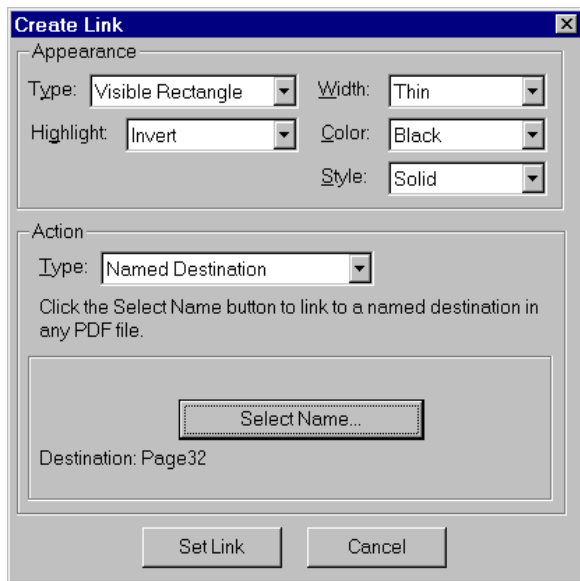 Create Link
Appearance
Type: Visible Rectangle Width: Thin
Highlight: Invert Color: Black
Style: Solid
Action
Type: Named Destination
Click the Select Name button to link to a named destination in
any PDF file.
Select Name...
Destination: Page32
Set Link Cancel